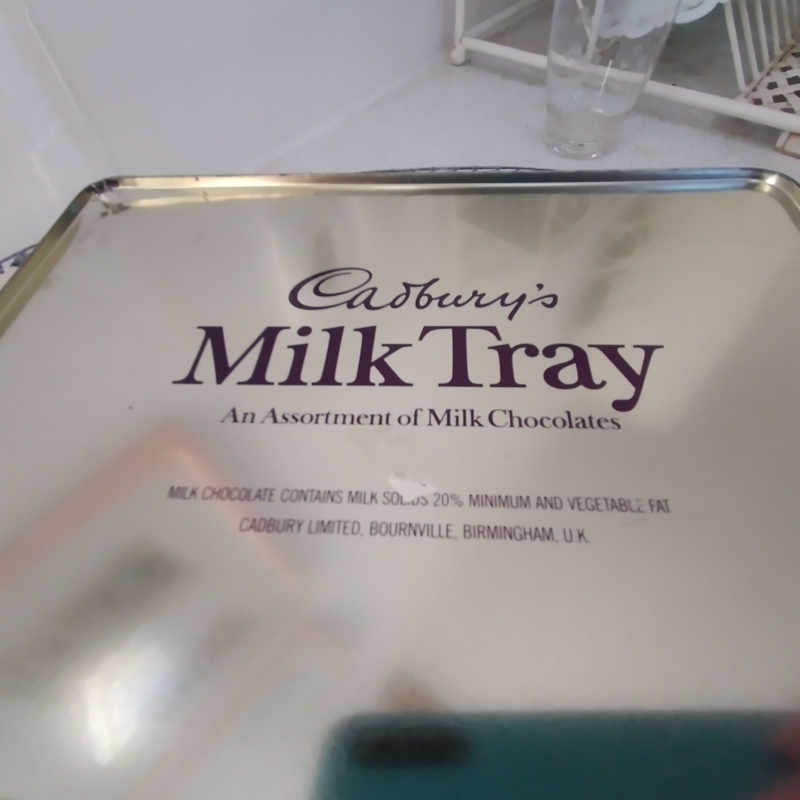 Cadbury's
Milk Tray
An Assortment of Milk Chocolates
MILK CHOCOLATE CONTAINS MILK SOLIDS 20% MINIMUM AND VEGETABLE FAT
CADBURY LIMITED, BOURNVILLE, BIRMINGHAM, U.K.